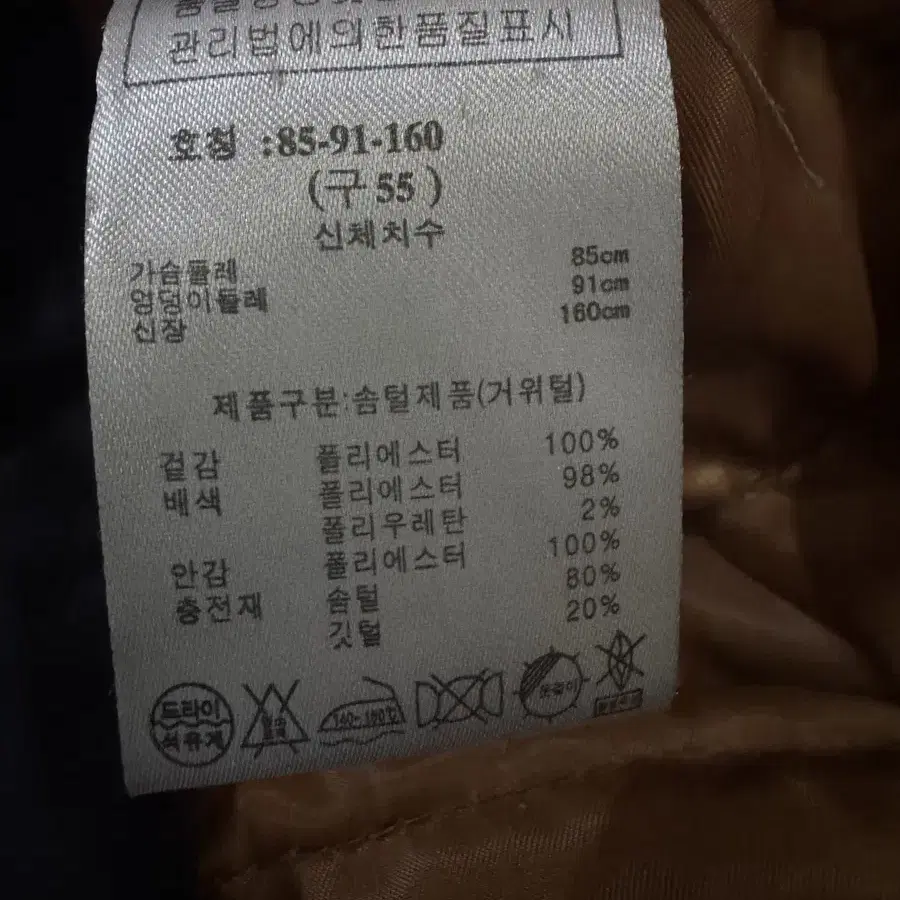 관리법에의한품질표시
호칭 :85-91-160
(구 55 )
신체치수
가슴둘레 85cm
엉덩이둘레 91cm
신장 160cm
제품구분:솜털제품(거위털)
겉감 폴리에스터 100%
배색 폴리에스터 98%
폴리우레탄 2%
안감 폴리에스터 100%
충전재 솜털 80%
깃털 20%
드라이
석유계
140~160℃
옷걸이